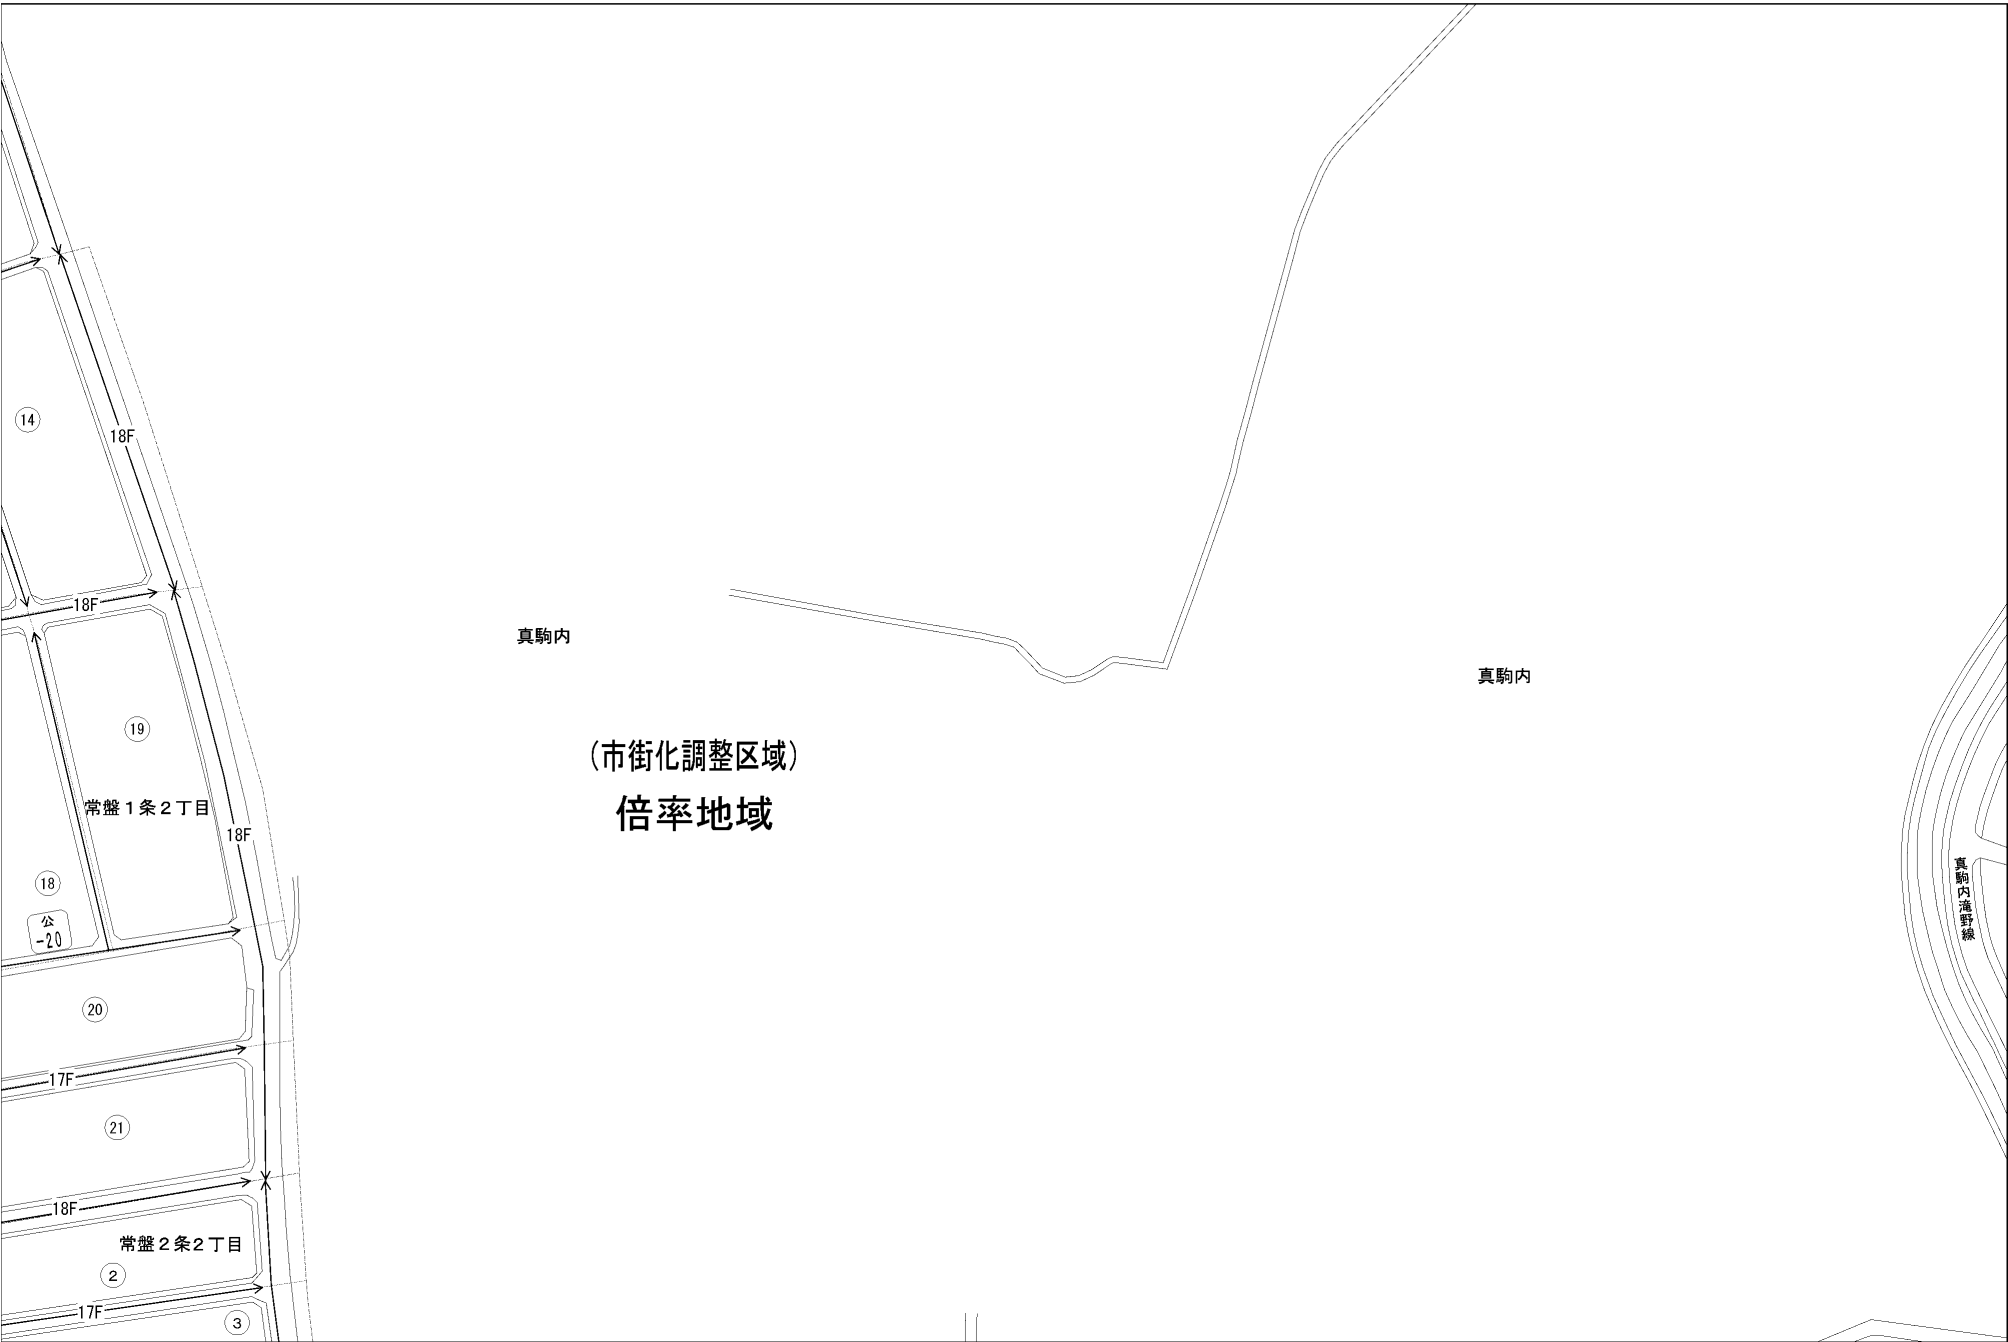 14
18F
18F
真駒内
真駒内
19
(市街化調整区域)
倍率地域
常盤1条2丁目
18F
18
公
-20
真駒内滝野線
20
17F
21
18F
常盤2条2丁目
2
17F
3